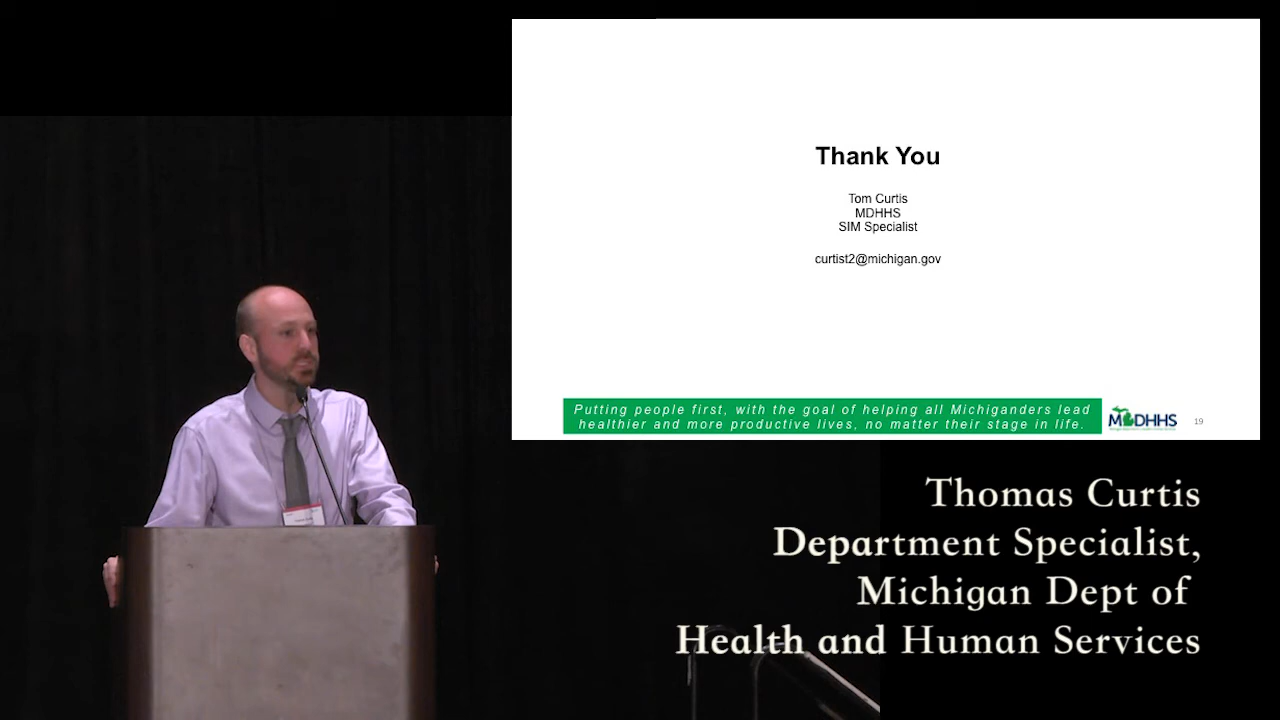 Thank You
Tom Curtis
MDHHS
SIM Specialist
curtist2@michigan.gov
Putting people first, with the goal of helping all Michiganders lead
healthier and more productive lives, no matter their stage in life.
MDHHS
19
Thomas Curtis
Department Specialist,
Michigan Dept of
Health and Human Services